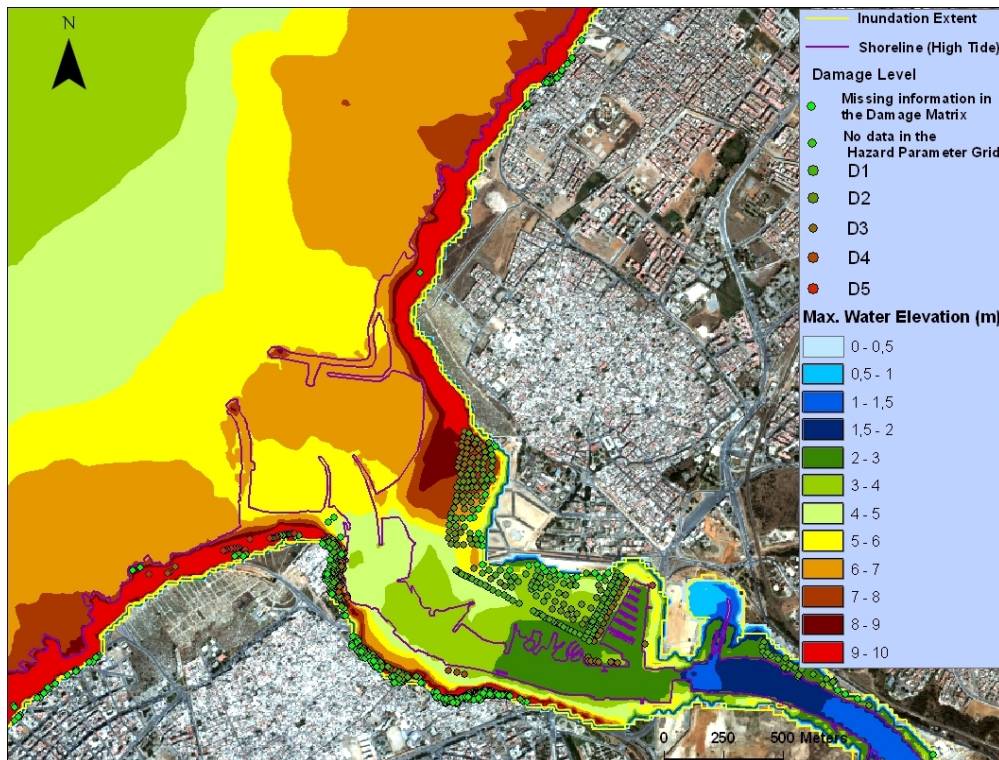 N
Inundation Extent
Shoreline (High Tide)
Damage Level
Missing information in
the Damage Matrix
No data in the
Hazard Parameter Grid
D1
D2
D3
D4
D5
Max. Water Elevation (m)
0 - 0,5
0,5 - 1
1 - 1,5
1,5 - 2
2 - 3
3 - 4
4 - 5
5 - 6
6 - 7
7 - 8
8 - 9
9 - 10
0 250 500 Meters